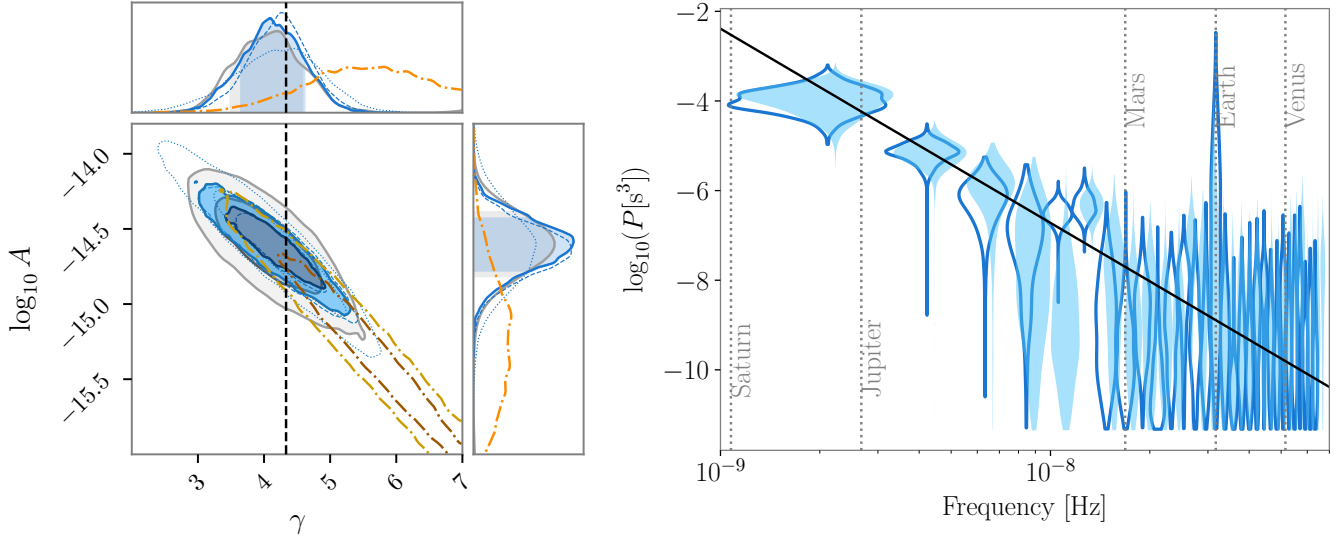 −14.0
−14.5
−15.0
−15.5
log₁₀ A
3
4
5
6
7
γ
−2
−4
−6
−8
−10
log₁₀(P[s³])
Saturn
Jupiter
Mars
Earth
Venus
10⁻⁹
10⁻⁸
Frequency [Hz]